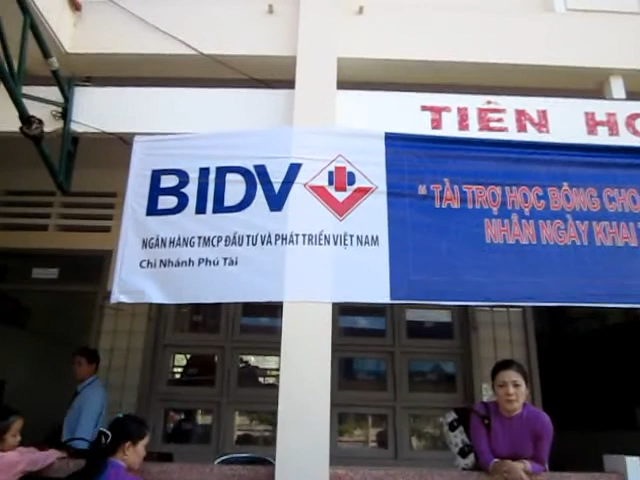 TIÊN HO
BIDV
NGÂN HÀNG TMCP ĐẦU TƯ VÀ PHÁT TRIỂN VIỆT NAM
Chi Nhánh Phú Tài
“ TÀI TRỢ HỌC BỔNG CHO
NHÂN NGÀY KHAI